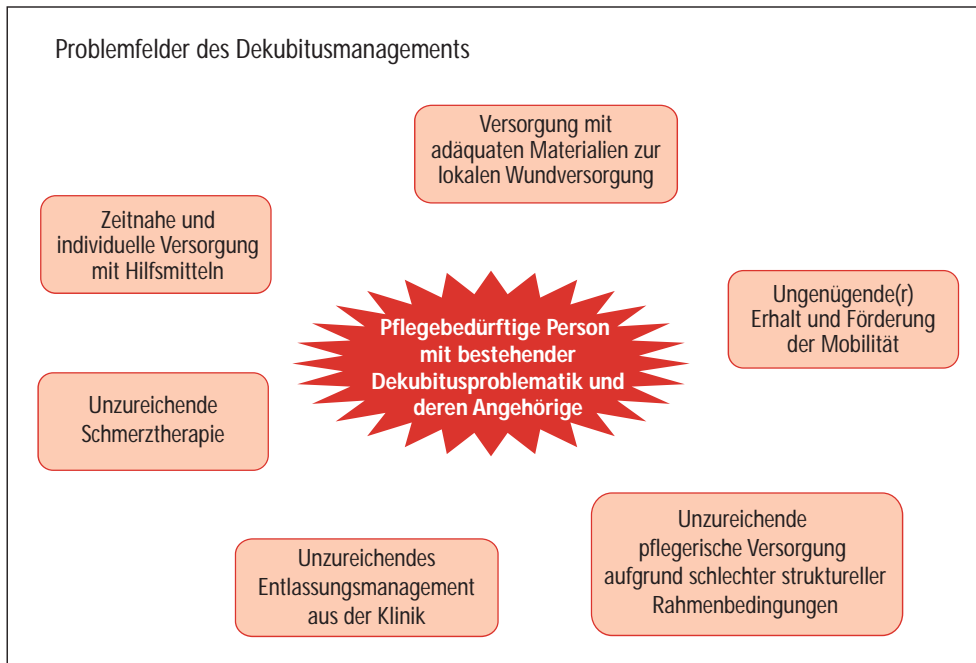 Problemfelder des Dekubitusmanagements
Versorgung mit
adäquaten Materialien zur
lokalen Wundversorgung
Zeitnahe und
individuelle Versorgung
mit Hilfsmitteln
Ungenügende(r)
Erhalt und Förderung
der Mobilität
Pflegebedürftige Person
mit bestehender
Dekubitusproblematik und
deren Angehörige
Unzureichende
Schmerztherapie
Unzureichende
pflegerische Versorgung
aufgrund schlechter struktureller
Rahmenbedingungen
Unzureichendes
Entlassungsmanagement
aus der Klinik